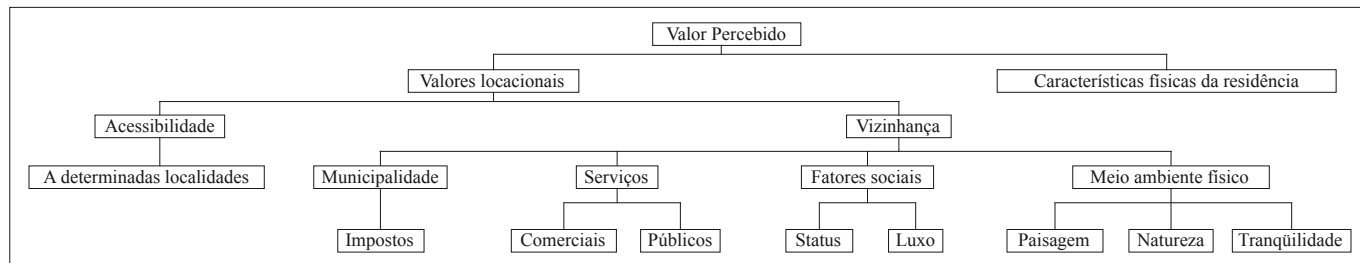 Valor Percebido
Valores locacionais
Características físicas da residência
Acessibilidade
Vizinhança
A determinadas localidades
Municipalidade
Serviços
Fatores sociais
Meio ambiente físico
Impostos
Comerciais
Públicos
Status
Luxo
Paisagem
Natureza
Tranqüilidade